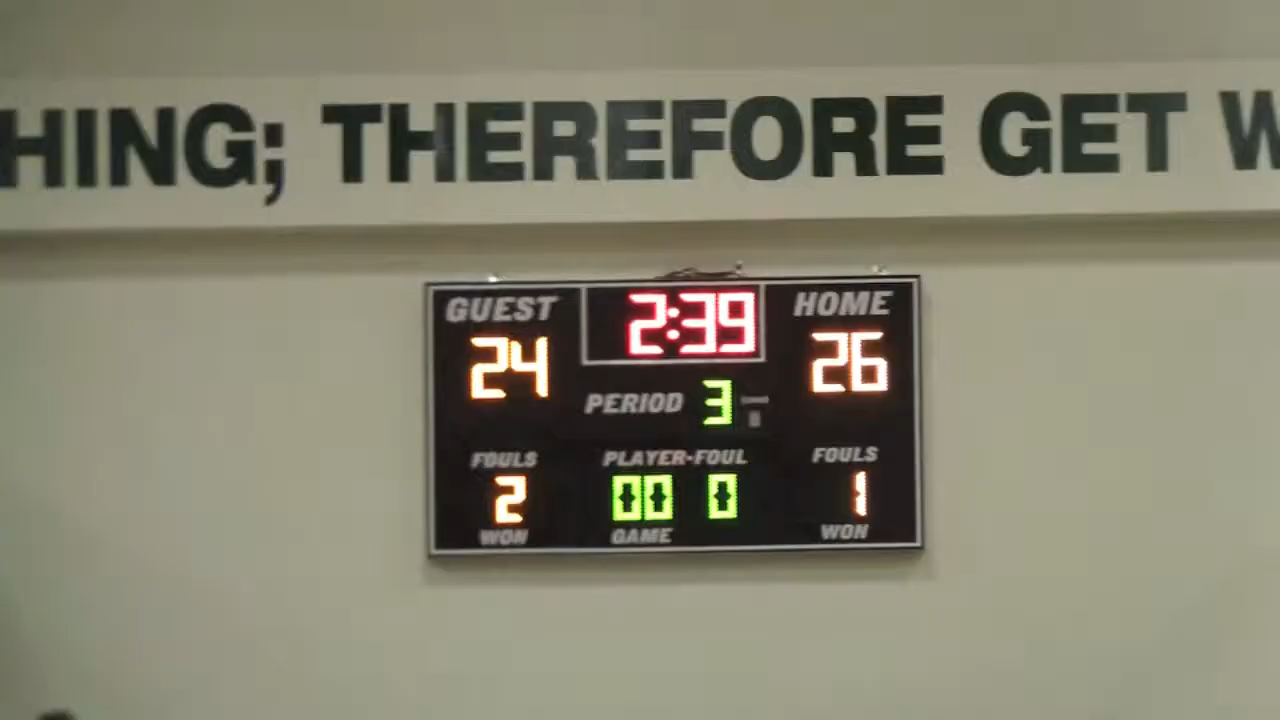 HING; THEREFORE GET W
GUEST 2:39 HOME
24 26
PERIOD 3
FOULS PLAYER-FOUL FOULS
2 00 0 1
WON GAME WON